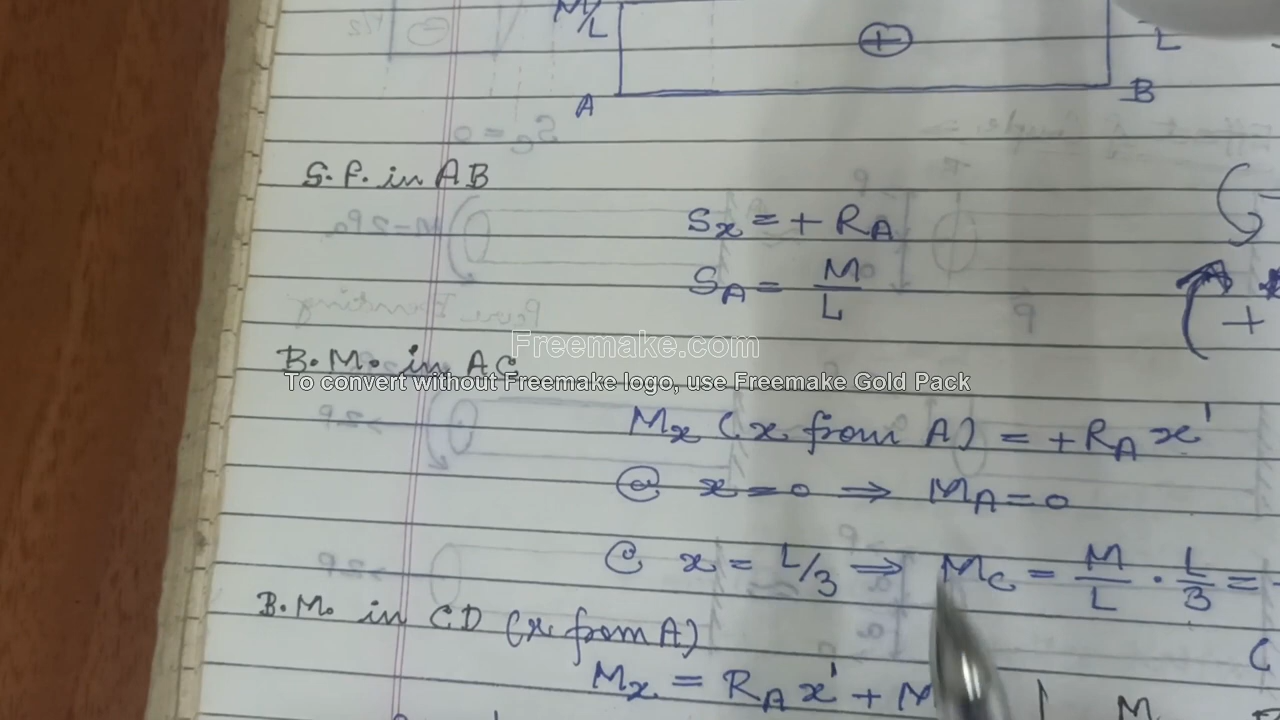 M/L
+
L
A
B
S.F. in AB
Sx = + RA
SA = M/L
+
B.M. in AC
Freemake.com
To convert without Freemake logo, use Freemake Gold Pack
Mx (x from A) = +RA x'
@ x = 0 ⇒ MA = 0
@ x = L/3 ⇒ MC = M/L · L/3 =
B.M. in CD (x from A)
Mx = RA x' + M